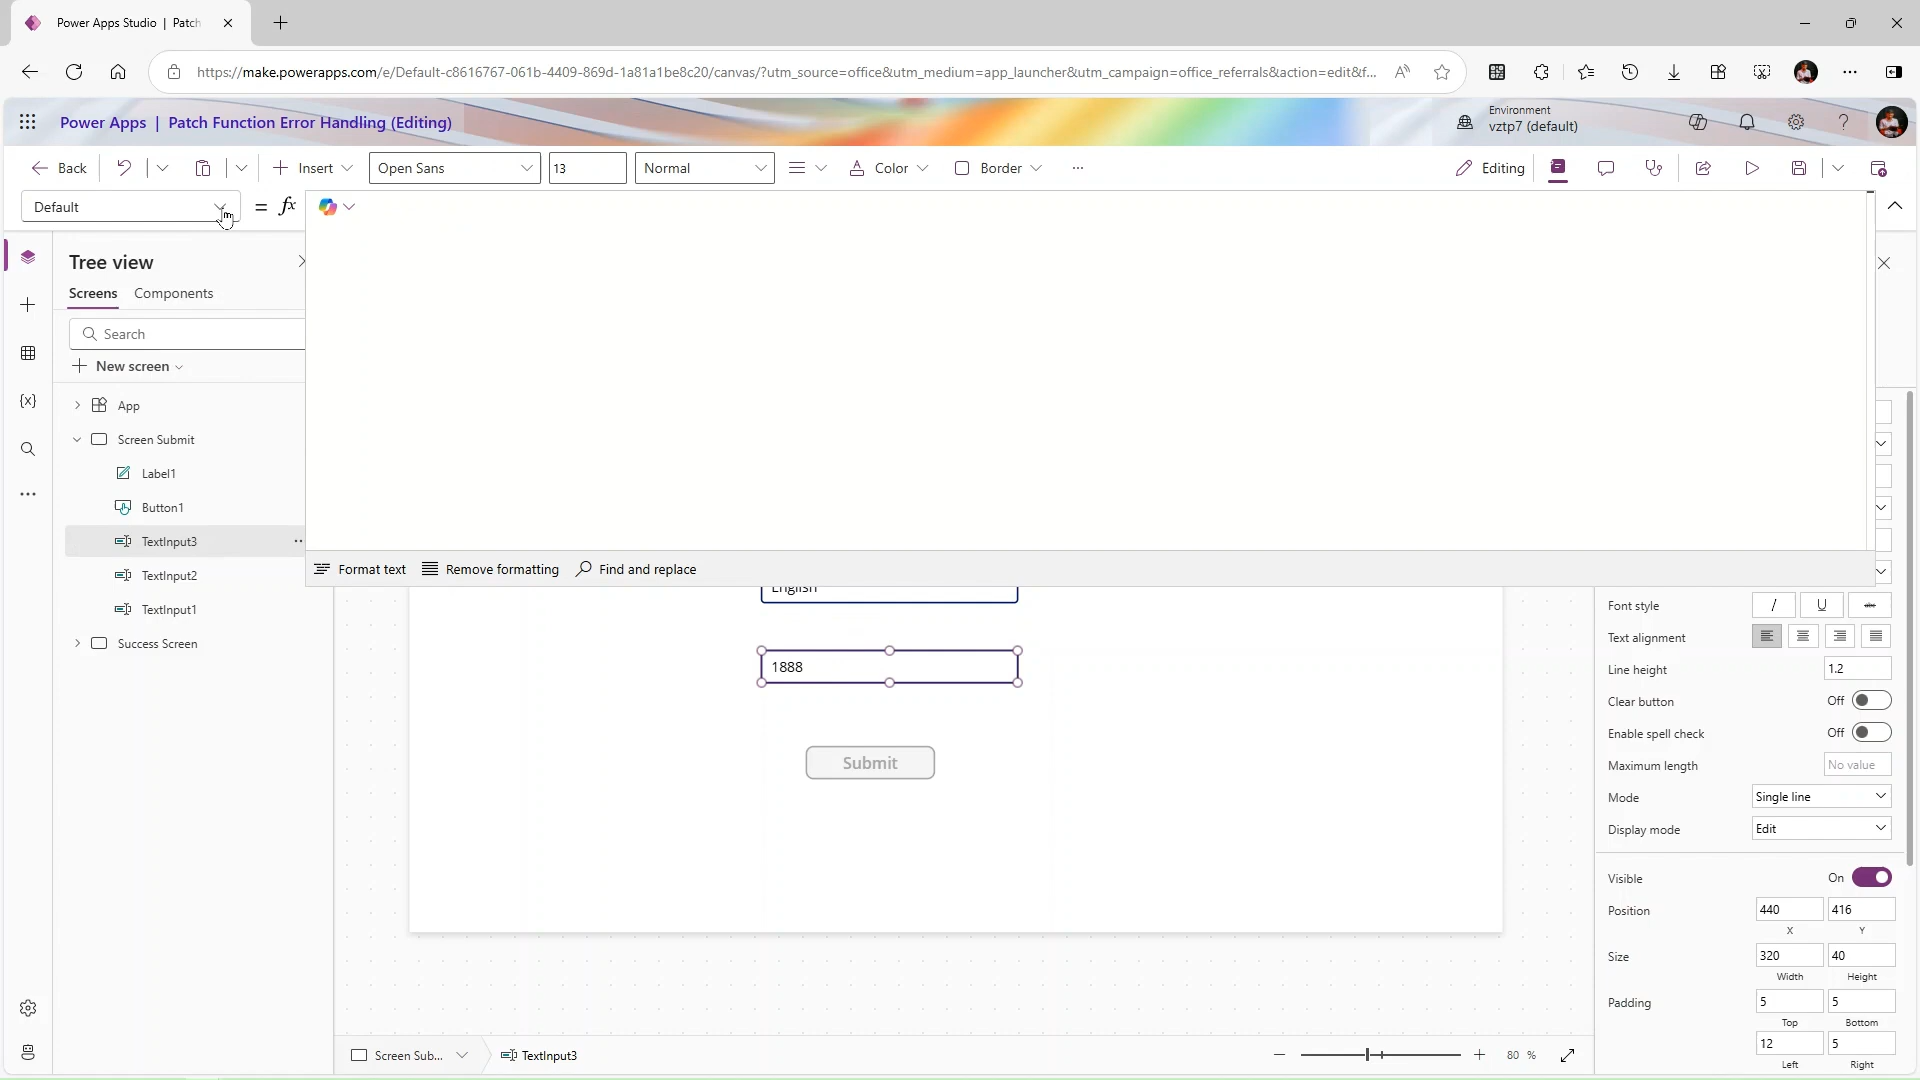 Power Apps Studio | Patch
https://make.powerapps.com/e/Default-c8616767-061b-4409-869d-1a81a1be8c20/canvas/?utm_source=office&utm_medium=app_launcher&utm_campaign=office_referrals&action=edit&f...
Power Apps | Patch Function Error Handling (Editing)
Environment
vztp7 (default)
Back
Insert
Open Sans
13
Normal
Color
Border
Editing
Default
= fx
Tree view
Screens
Components
Search
New screen
App
Screen Submit
Label1
Button1
TextInput3
TextInput2
TextInput1
Success Screen
Format text
Remove formatting
Find and replace
English
1888
Submit
Font style
Text alignment
Line height
1.2
Clear button
Off
Enable spell check
Off
Maximum length
No value
Mode
Single line
Display mode
Edit
Visible
On
Position
440
416
X
Y
Size
320
40
Width
Height
Padding
5
5
Top
Bottom
12
5
Left
Right
Screen Sub...
TextInput3
80 %